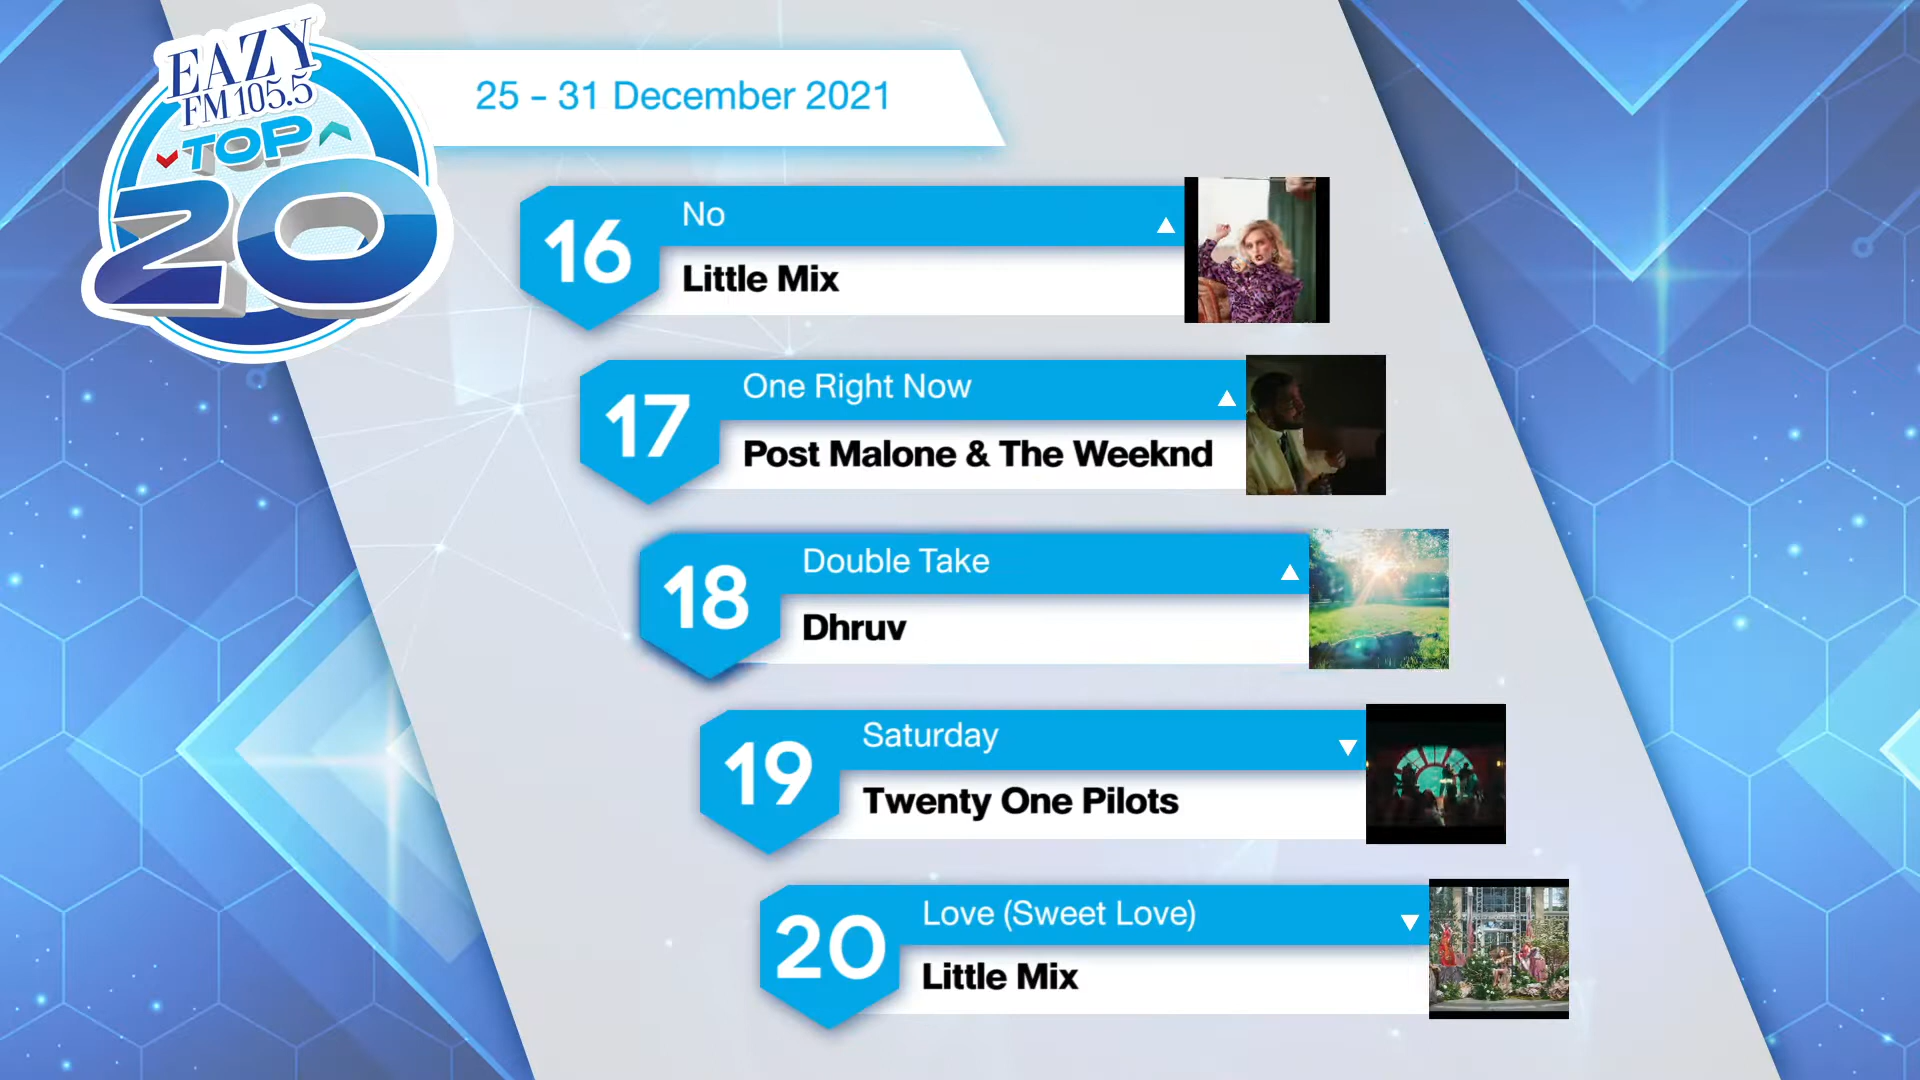 EAZY
FM 105.5
TOP
20
25 - 31 December 2021
16
No
Little Mix
17
One Right Now
Post Malone & The Weeknd
18
Double Take
Dhruv
19
Saturday
Twenty One Pilots
20
Love (Sweet Love)
Little Mix